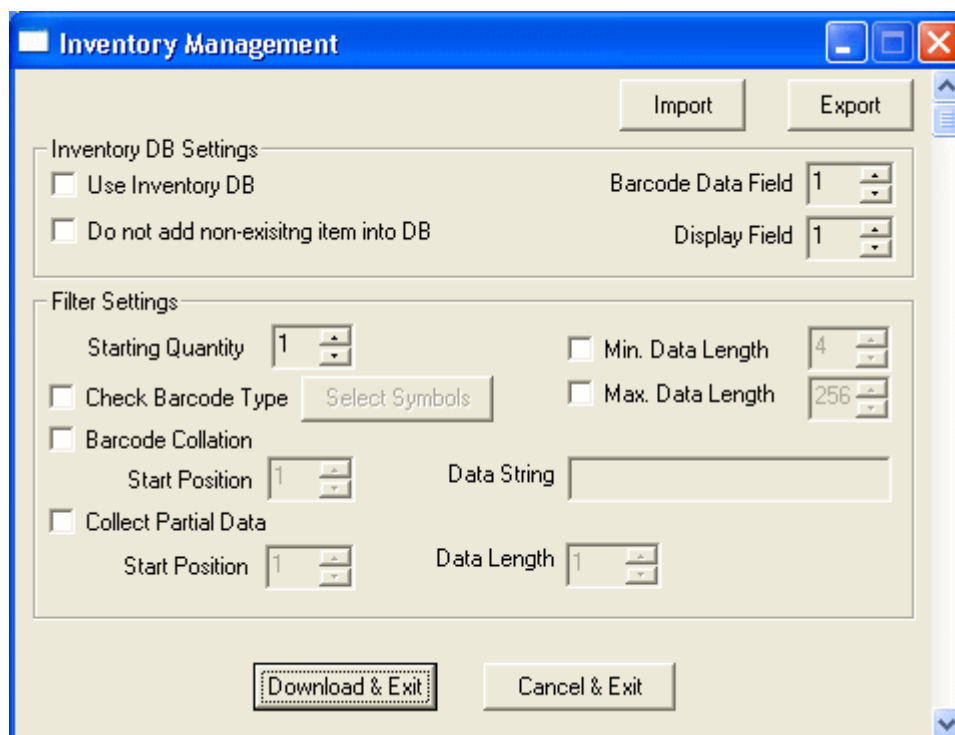 Inventory Management
Import Export
Inventory DB Settings
Use Inventory DB Barcode Data Field 1
Do not add non-exisitng item into DB Display Field 1
Filter Settings
Starting Quantity 1 Min. Data Length 4
Check Barcode Type Select Symbols Max. Data Length 256
Barcode Collation
Start Position 1 Data String
Collect Partial Data
Start Position 1 Data Length 1
Download & Exit Cancel & Exit